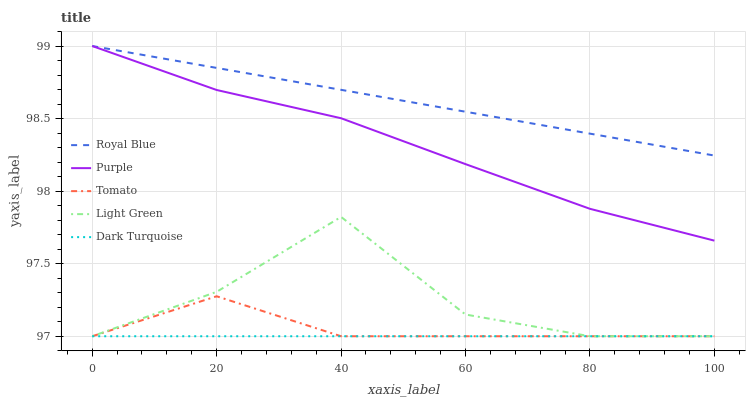 title
99
98.5
98
97.5
97
yaxis_label
Royal Blue
Purple
Tomato
Light Green
Dark Turquoise
0 20 40 60 80 100
xaxis_label